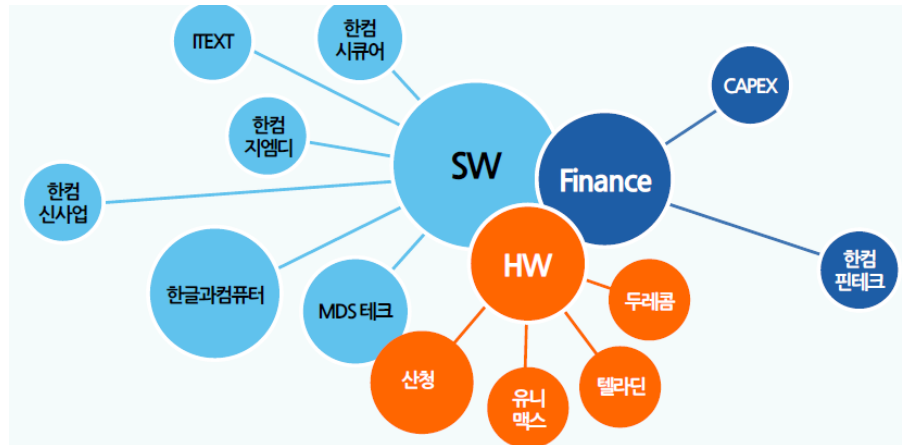 ITEXT
한컴
시큐어
CAPEX
한컴
지엠디
SW
Finance
한컴
신사업
HW
한컴
핀테크
한글과컴퓨터
MDS 테크
두레콤
산청
유니
맥스
텔라딘